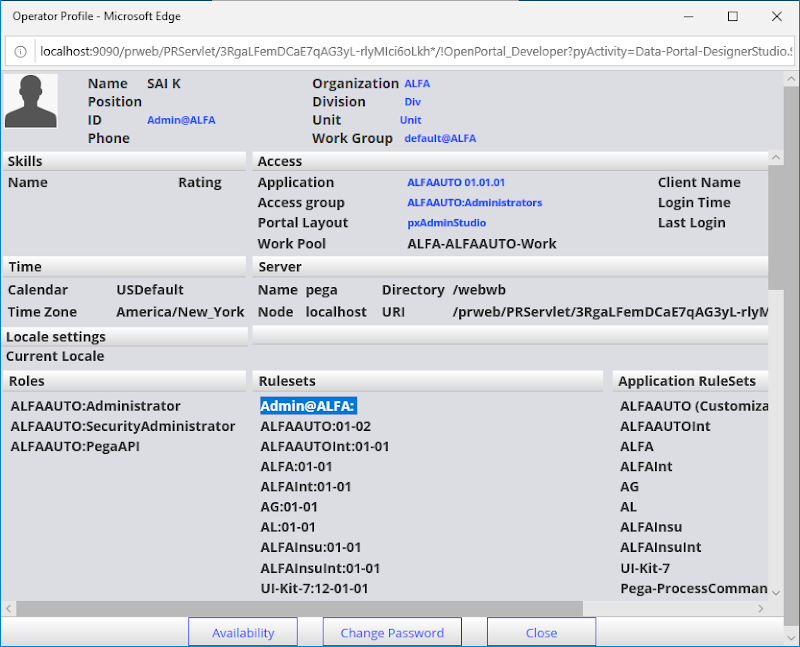 Operator Profile - Microsoft Edge
localhost:9090/prweb/PRServlet/3RgaLFemDCaE7qAG3yL-rlyMIci6oLkh*/!OpenPortal_Developer?pyActivity=Data-Portal-DesignerStudio.S
Name SAI K Organization ALFA
Position Division Div
ID Admin@ALFA Unit Unit
Phone Work Group default@ALFA
Skills Access
Name Rating Application ALFAAUTO 01.01.01 Client Name
Access group ALFAAUTO:Administrators Login Time
Portal Layout pxAdminStudio Last Login
Work Pool ALFA-ALFAAUTO-Work
Time Server
Calendar USDefault Name pega Directory /webwb
Time Zone America/New_York Node localhost URI /prweb/PRServlet/3RgaLFemDCaE7qAG3yL-rlyM
Locale settings
Current Locale
Roles Rulesets Application RuleSets
ALFAAUTO:Administrator Admin@ALFA: ALFAAUTO (Customiza
ALFAAUTO:SecurityAdministrator ALFAAUTO:01-02 ALFAAUTOInt
ALFAAUTO:PegaAPI ALFAAUTOInt:01-01 ALFA
ALFA:01-01 ALFAInt
ALFAInt:01-01 AG
AG:01-01 AL
AL:01-01 ALFAInsu
ALFAInsu:01-01 ALFAInsuInt
ALFAInsuInt:01-01 UI-Kit-7
UI-Kit-7:12-01-01 Pega-ProcessComman
Availability Change Password Close